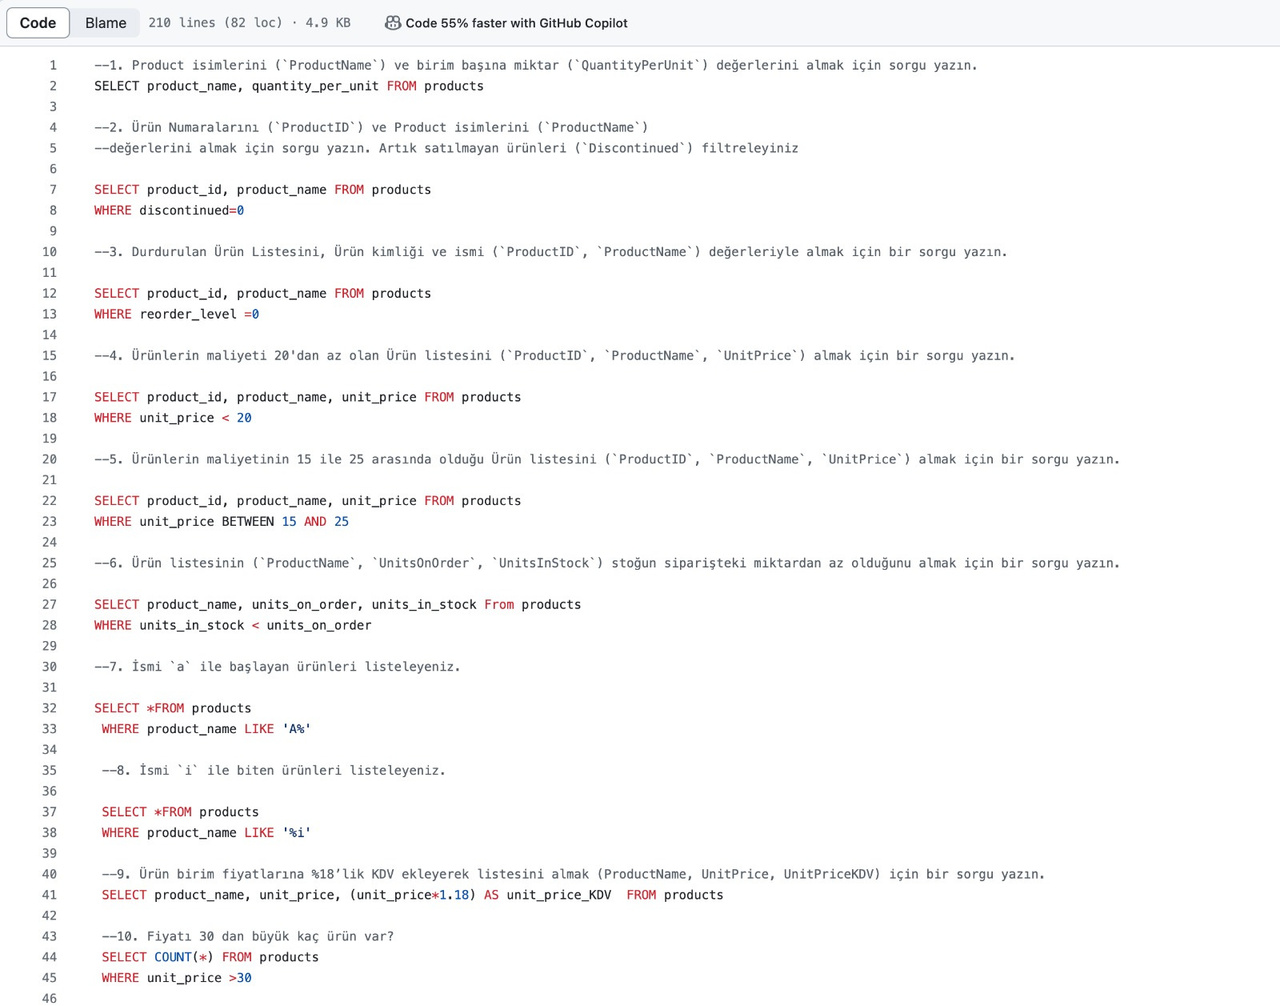 Code Blame 210 lines (82 loc) · 4.9 KB Code 55% faster with GitHub Copilot
1 --1. Product isimlerini (`ProductName`) ve birim başına miktar (`QuantityPerUnit`) değerlerini almak için sorgu yazın.
2 SELECT product_name, quantity_per_unit FROM products
3
4 --2. Ürün Numaralarını (`ProductID`) ve Product isimlerini (`ProductName`)
5 --değerlerini almak için sorgu yazın. Artık satılmayan ürünleri (`Discontinued`) filtreleyiniz
6
7 SELECT product_id, product_name FROM products
8 WHERE discontinued=0
9
10 --3. Durdurulan Ürün Listesini, Ürün kimliği ve ismi (`ProductID`, `ProductName`) değerleriyle almak için bir sorgu yazın.
11
12 SELECT product_id, product_name FROM products
13 WHERE reorder_level =0
14
15 --4. Ürünlerin maliyeti 20'dan az olan Ürün listesini (`ProductID`, `ProductName`, `UnitPrice`) almak için bir sorgu yazın.
16
17 SELECT product_id, product_name, unit_price FROM products
18 WHERE unit_price < 20
19
20 --5. Ürünlerin maliyetinin 15 ile 25 arasında olduğu Ürün listesini (`ProductID`, `ProductName`, `UnitPrice`) almak için bir sorgu yazın.
21
22 SELECT product_id, product_name, unit_price FROM products
23 WHERE unit_price BETWEEN 15 AND 25
24
25 --6. Ürün listesinin (`ProductName`, `UnitsOnOrder`, `UnitsInStock`) stoğun siparişteki miktardan az olduğunu almak için bir sorgu yazın.
26
27 SELECT product_name, units_on_order, units_in_stock From products
28 WHERE units_in_stock < units_on_order
29
30 --7. İsmi `a` ile başlayan ürünleri listeleyeniz.
31
32 SELECT *FROM products
33 WHERE product_name LIKE 'A%'
34
35 --8. İsmi `i` ile biten ürünleri listeleyeniz.
36
37 SELECT *FROM products
38 WHERE product_name LIKE '%i'
39
40 --9. Ürün birim fiyatlarına %18’lik KDV ekleyerek listesini almak (ProductName, UnitPrice, UnitPriceKDV) için bir sorgu yazın.
41 SELECT product_name, unit_price, (unit_price*1.18) AS unit_price_KDV  FROM products
42
43 --10. Fiyatı 30 dan büyük kaç ürün var?
44 SELECT COUNT(*) FROM products
45 WHERE unit_price >30
46